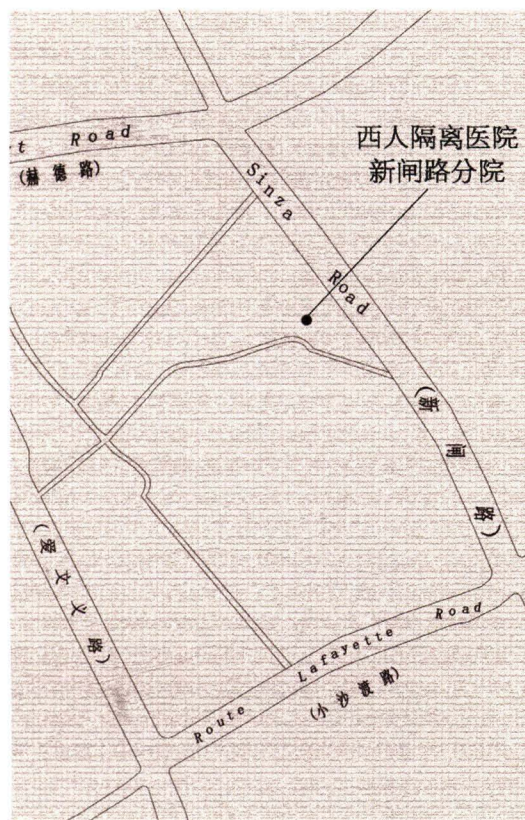 西人隔离医院
新闸路分院
rt Road
(赫德路)
Sinza Road
(新闸路)
(爱文义路)
Route Lafayette Road
(小沙渡路)